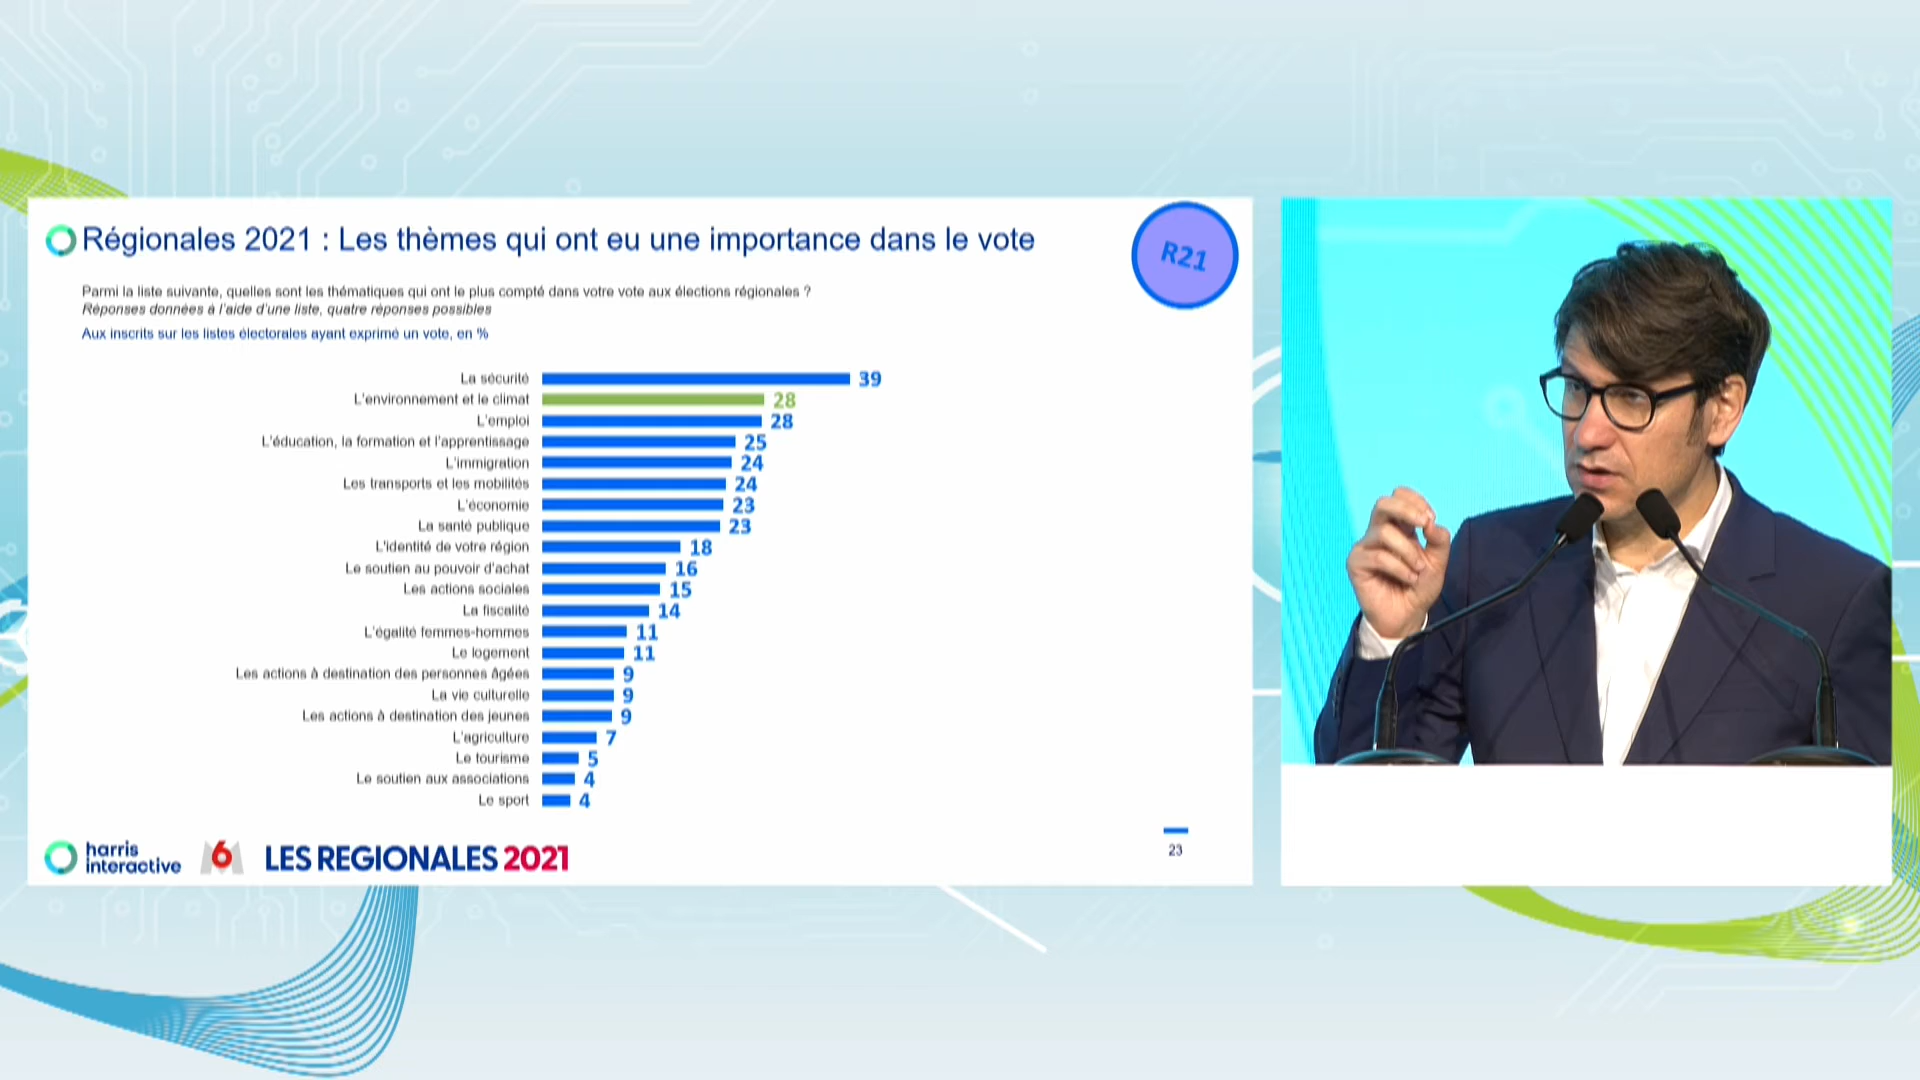 Régionales 2021 : Les thèmes qui ont eu une importance dans le vote
R21
Parmi la liste suivante, quelles sont les thématiques qui ont le plus compté dans votre vote aux élections régionales ?
Réponses données à l'aide d'une liste, quatre réponses possibles
Aux inscrits sur les listes électorales ayant exprimé un vote, en %
La sécurité 39
L'environnement et le climat 28
L'emploi 28
L'éducation, la formation et l'apprentissage 25
L'immigration 24
Les transports et les mobilités 24
L'économie 23
La santé publique 23
L'identité de votre région 18
Le soutien au pouvoir d'achat 16
Les actions sociales 15
La fiscalité 14
L'égalité femmes-hommes 11
Le logement 11
Les actions à destination des personnes âgées 9
La vie culturelle 9
Les actions à destination des jeunes 9
L'agriculture 7
Le tourisme 5
Le soutien aux associations 4
Le sport 4
harris
interactive
M6
LES REGIONALES 2021
23